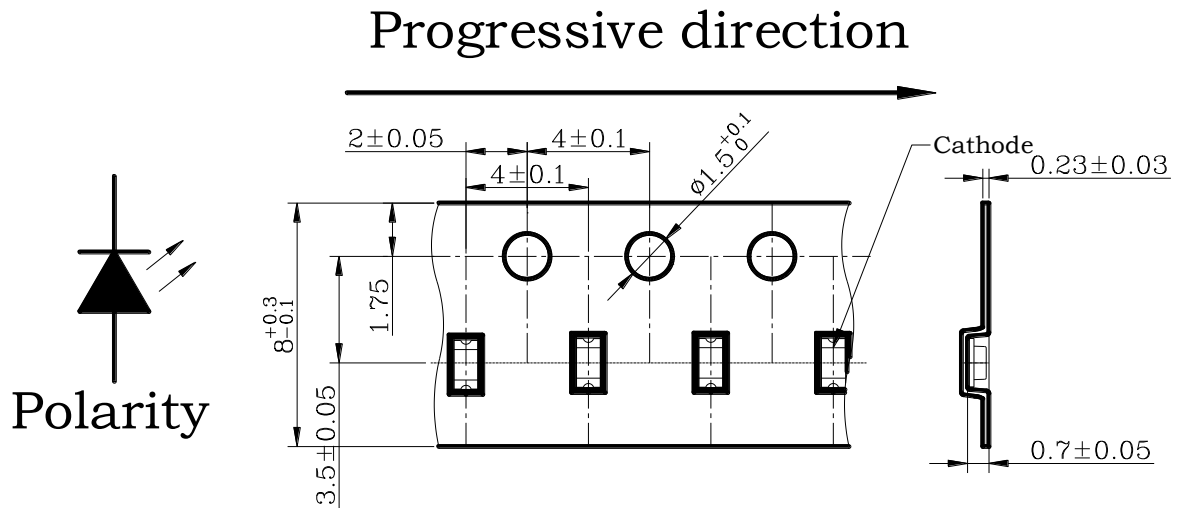 Progressive direction
2±0.05
4±0.1
4±0.1
ø1.5 +0.1 0
Cathode
0.23±0.03
1.75
8 +0.3 -0.1
3.5±0.05
Polarity
0.7±0.05